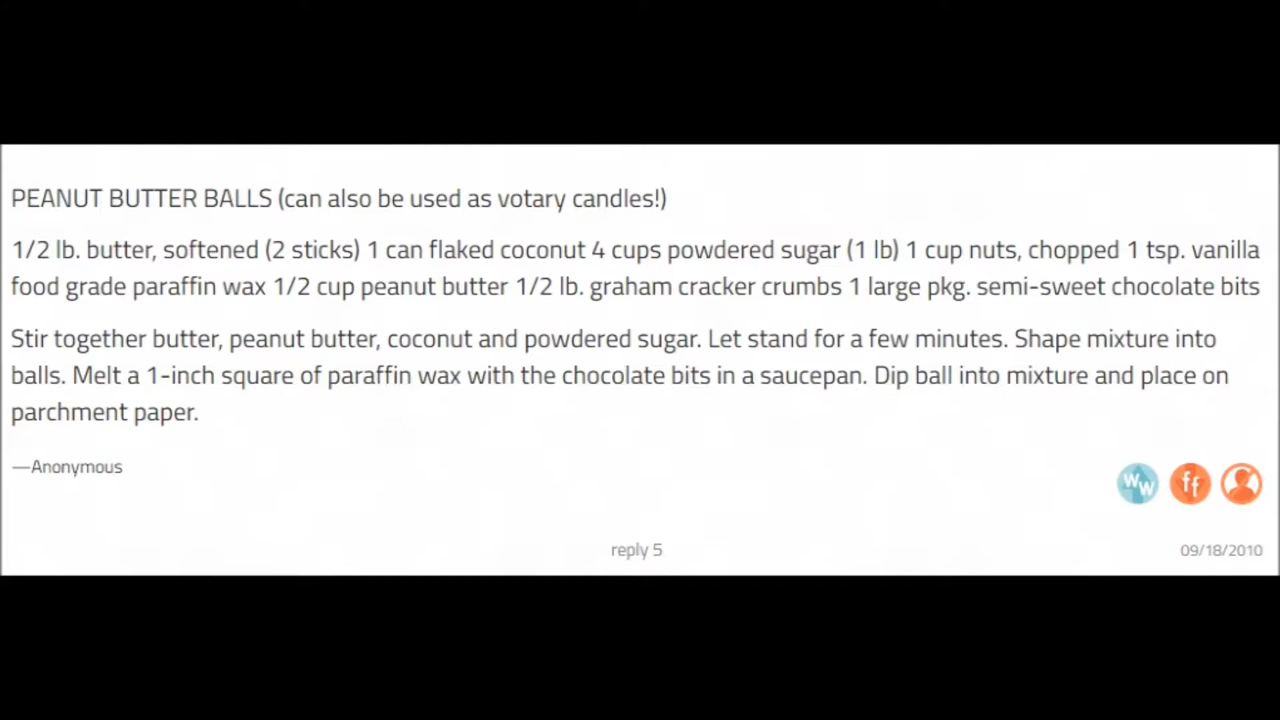 PEANUT BUTTER BALLS (can also be used as votary candles!)
1/2 lb. butter, softened (2 sticks) 1 can flaked coconut 4 cups powdered sugar (1 lb) 1 cup nuts, chopped 1 tsp. vanilla
food grade paraffin wax 1/2 cup peanut butter 1/2 lb. graham cracker crumbs 1 large pkg. semi-sweet chocolate bits
Stir together butter, peanut butter, coconut and powdered sugar. Let stand for a few minutes. Shape mixture into
balls. Melt a 1-inch square of paraffin wax with the chocolate bits in a saucepan. Dip ball into mixture and place on
parchment paper.
—Anonymous
WW ff
reply 5 09/18/2010